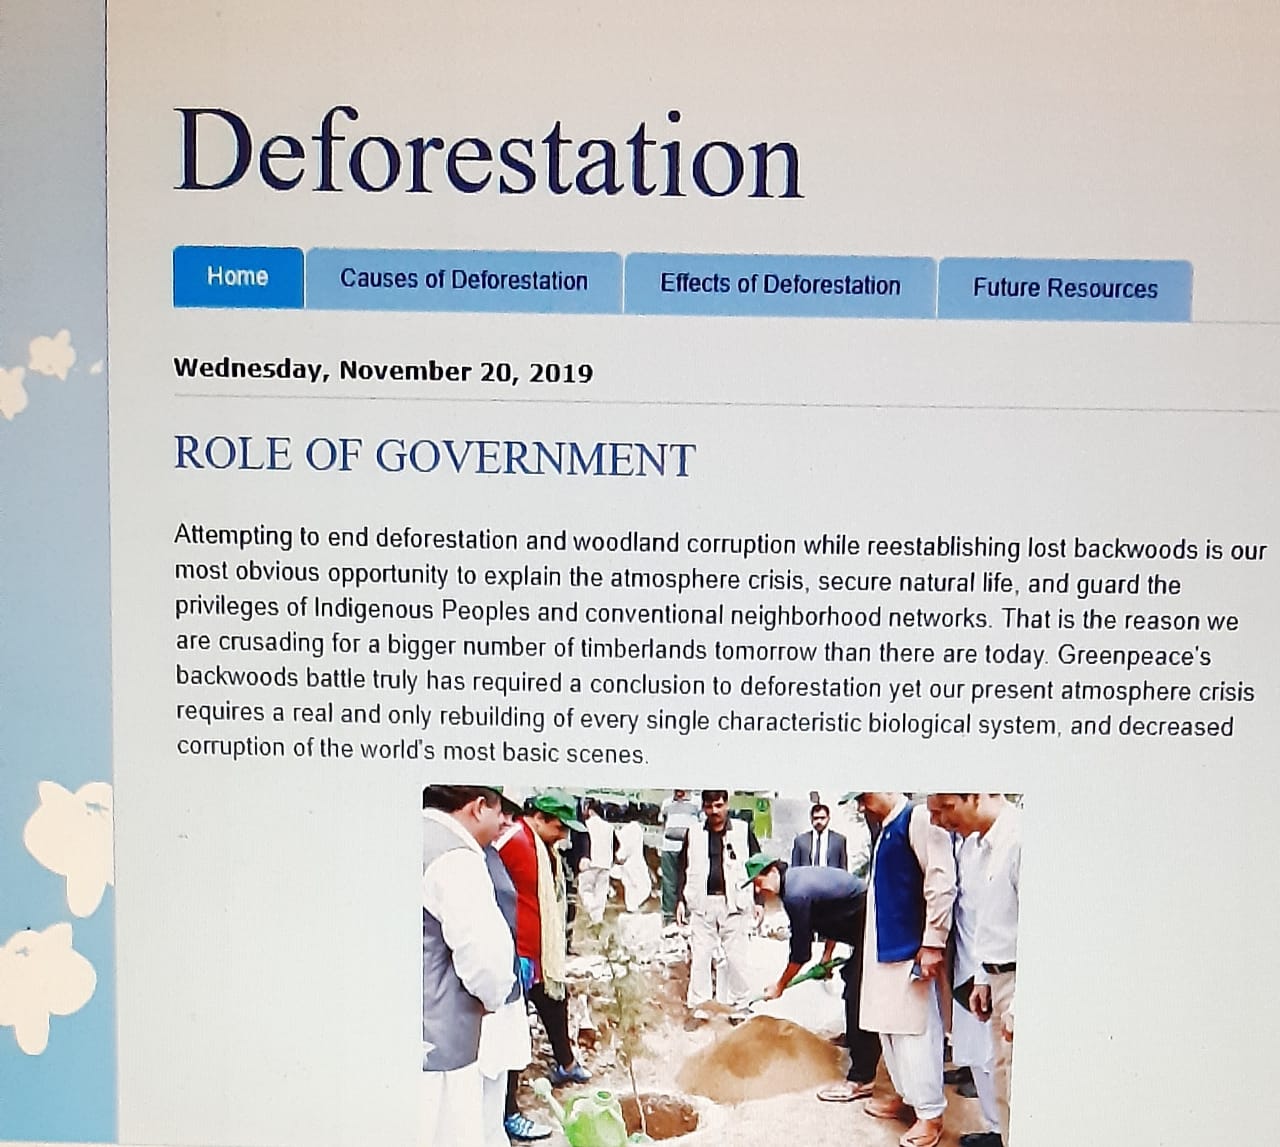 Deforestation
Home Causes of Deforestation Effects of Deforestation Future Resources
Wednesday, November 20, 2019
ROLE OF GOVERNMENT
Attempting to end deforestation and woodland corruption while reestablishing lost backwoods is our
most obvious opportunity to explain the atmosphere crisis, secure natural life, and guard the
privileges of Indigenous Peoples and conventional neighborhood networks. That is the reason we
are crusading for a bigger number of timberlands tomorrow than there are today. Greenpeace's
backwoods battle truly has required a conclusion to deforestation yet our present atmosphere crisis
requires a real and only rebuilding of every single characteristic biological system, and decreased
corruption of the world's most basic scenes.